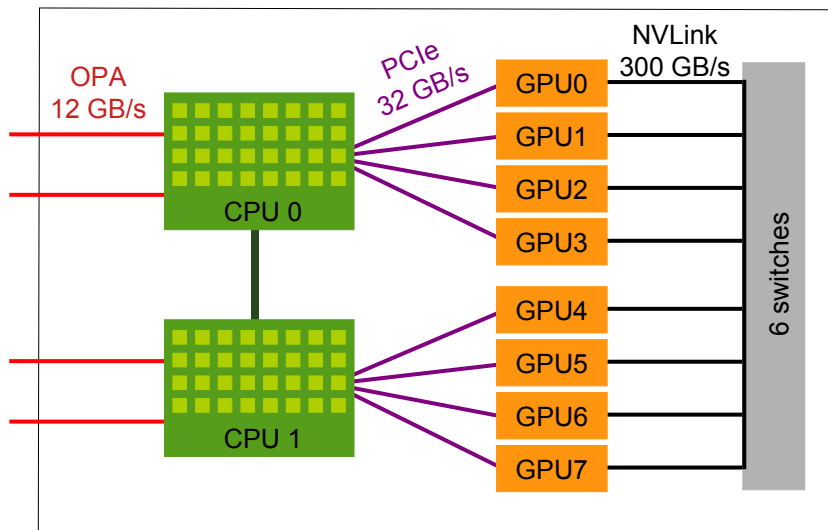 OPA
12 GB/s
PCIe
32 GB/s
NVLink
300 GB/s
CPU 0
GPU0
GPU1
GPU2
GPU3
CPU 1
GPU4
GPU5
GPU6
GPU7
6 switches